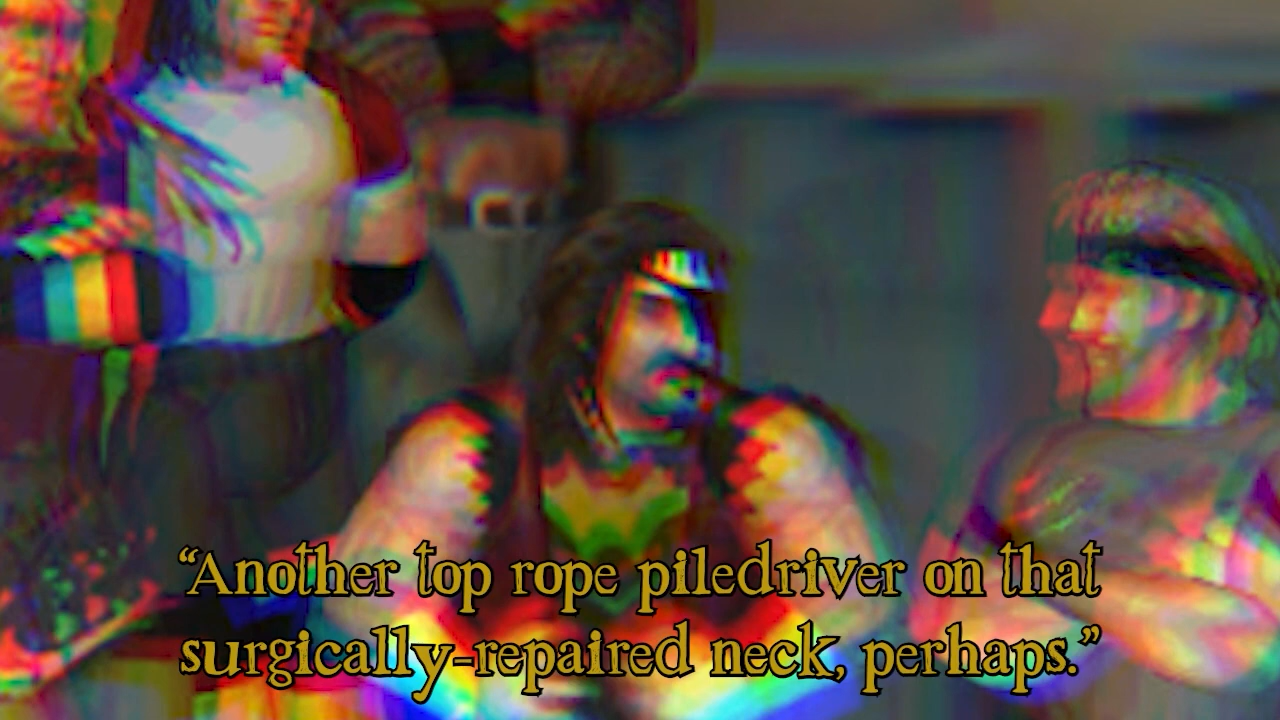 “Another top rope piledriver on that
surgically-repaired neck, perhaps.”